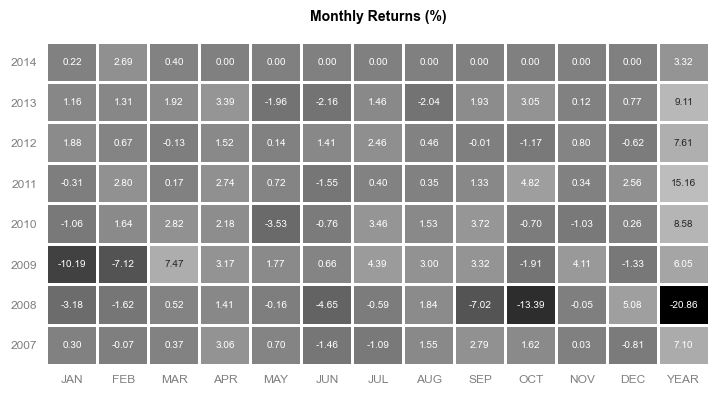 Monthly Returns (%)
2014 0.22 2.69 0.40 0.00 0.00 0.00 0.00 0.00 0.00 0.00 0.00 0.00 3.32
2013 1.16 1.31 1.92 3.39 -1.96 -2.16 1.46 -2.04 1.93 3.05 0.12 0.77 9.11
2012 1.88 0.67 -0.13 1.52 0.14 1.41 2.46 0.46 -0.01 -1.17 0.80 -0.62 7.61
2011 -0.31 2.80 0.17 2.74 0.72 -1.55 0.40 0.35 1.33 4.82 0.34 2.56 15.16
2010 -1.06 1.64 2.82 2.18 -3.53 -0.76 3.46 1.53 3.72 -0.70 -1.03 0.26 8.58
2009 -10.19 -7.12 7.47 3.17 1.77 0.66 4.39 3.00 3.32 -1.91 4.11 -1.33 6.05
2008 -3.18 -1.62 0.52 1.41 -0.16 -4.65 -0.59 1.84 -7.02 -13.39 -0.05 5.08 -20.86
2007 0.30 -0.07 0.37 3.06 0.70 -1.46 -1.09 1.55 2.79 1.62 0.03 -0.81 7.10
JAN FEB MAR APR MAY JUN JUL AUG SEP OCT NOV DEC YEAR